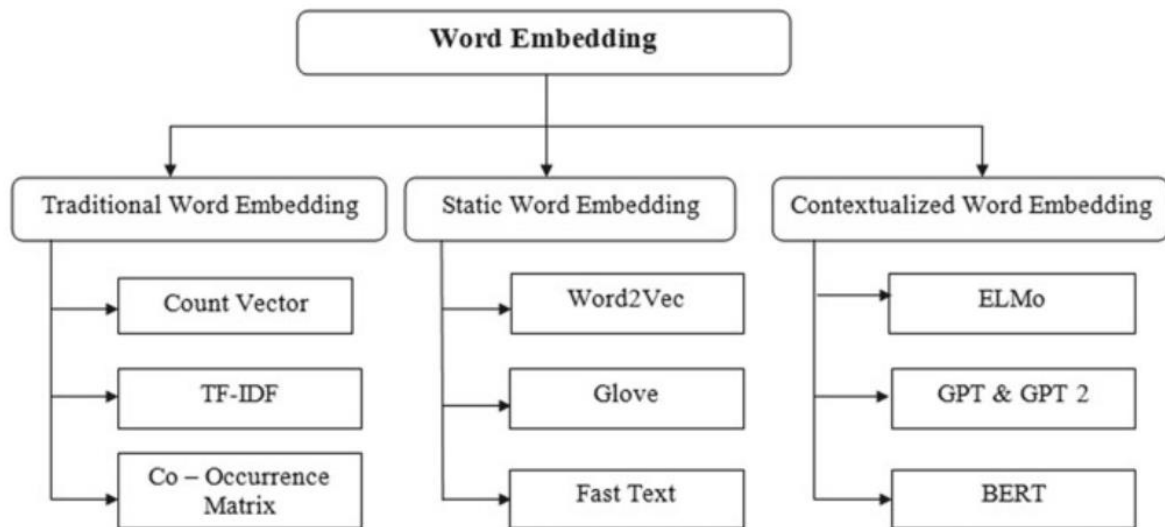 Word Embedding
Traditional Word Embedding
Static Word Embedding
Contextualized Word Embedding
Count Vector
Word2Vec
ELMo
TF-IDF
Glove
GPT & GPT 2
Co – Occurrence
Matrix
Fast Text
BERT